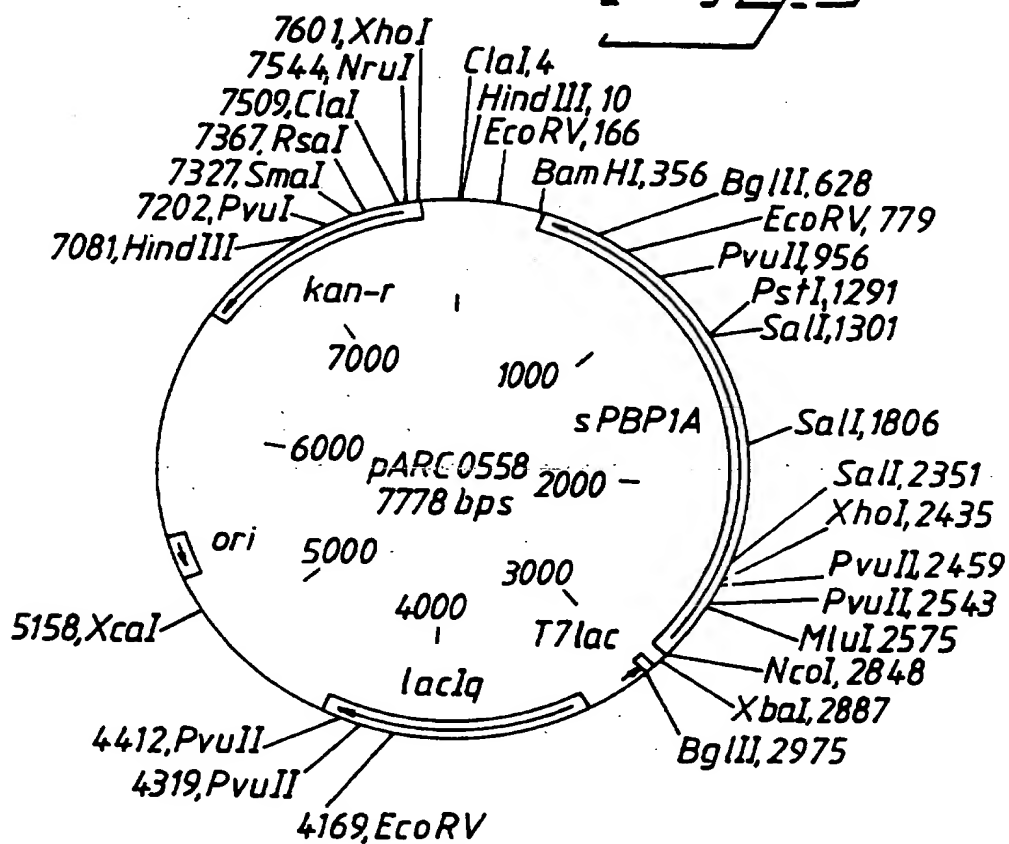 7601, XhoI
7544, NruI
7509, ClaI
7367, RsaI
7327, SmaI
7202, PvuI
7081, HindIII
ClaI, 4
HindIII, 10
EcoRV, 166
BamHI, 356
BglII, 628
EcoRV, 779
PvuII, 956
PstI, 1291
SalI, 1301
SalI, 1806
SalI, 2351
XhoI, 2435
PvuII, 2459
PvuII, 2543
MluI, 2575
NcoI, 2848
XbaI, 2887
BglII, 2975
kan-r
7000
1000
sPBP1A
6000
pARC0558
7778 bps
2000
ori
5000
3000
4000
T7lac
lacIq
5158, XcaI
4412, PvuII
4319, PvuII
4169, EcoRV